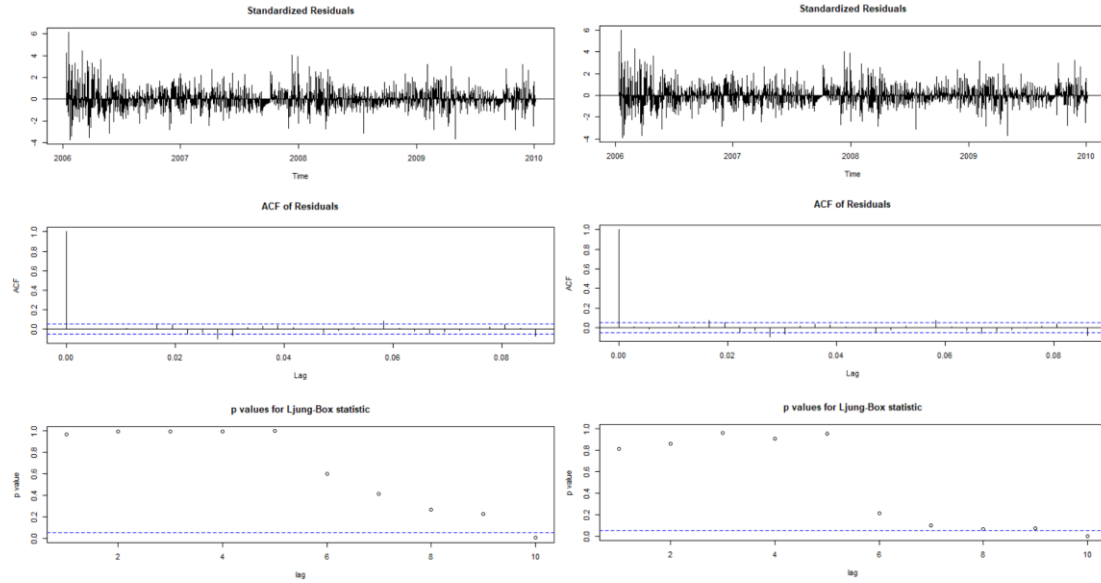 Standardized Residuals
6
4
2
0
-2
-4
2006 2007 2008 2009 2010
Time
ACF of Residuals
ACF
1.0
0.8
0.6
0.4
0.2
0.0
0.00 0.02 0.04 0.06 0.08
Lag
p values for Ljung-Box statistic
p value
1.0
0.8
0.6
0.4
0.2
0.0
2 4 6 8 10
lag
Standardized Residuals
6
4
2
0
-2
-4
2006 2007 2008 2009 2010
Time
ACF of Residuals
ACF
1.0
0.8
0.6
0.4
0.2
0.0
0.00 0.02 0.04 0.06 0.08
Lag
p values for Ljung-Box statistic
p value
1.0
0.8
0.6
0.4
0.2
0.0
2 4 6 8 10
lag